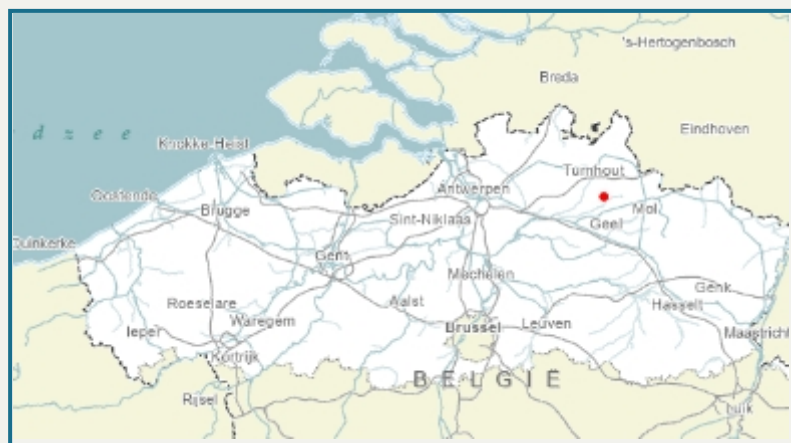 's-Hertogenbosch
Breda
d z e e
Eindhoven
Knokke-Heist
Turnhout
Oostende
Antwerpen
Brugge
Sint-Niklaas
Mol
Geel
Duinkerke
Gent
Mechelen
Genk
Roeselare
Aalst
Hasselt
Ieper
Waregem
Brussel
Leuven
Maastricht
Kortrijk
BELGIË
Rijsel
Luik